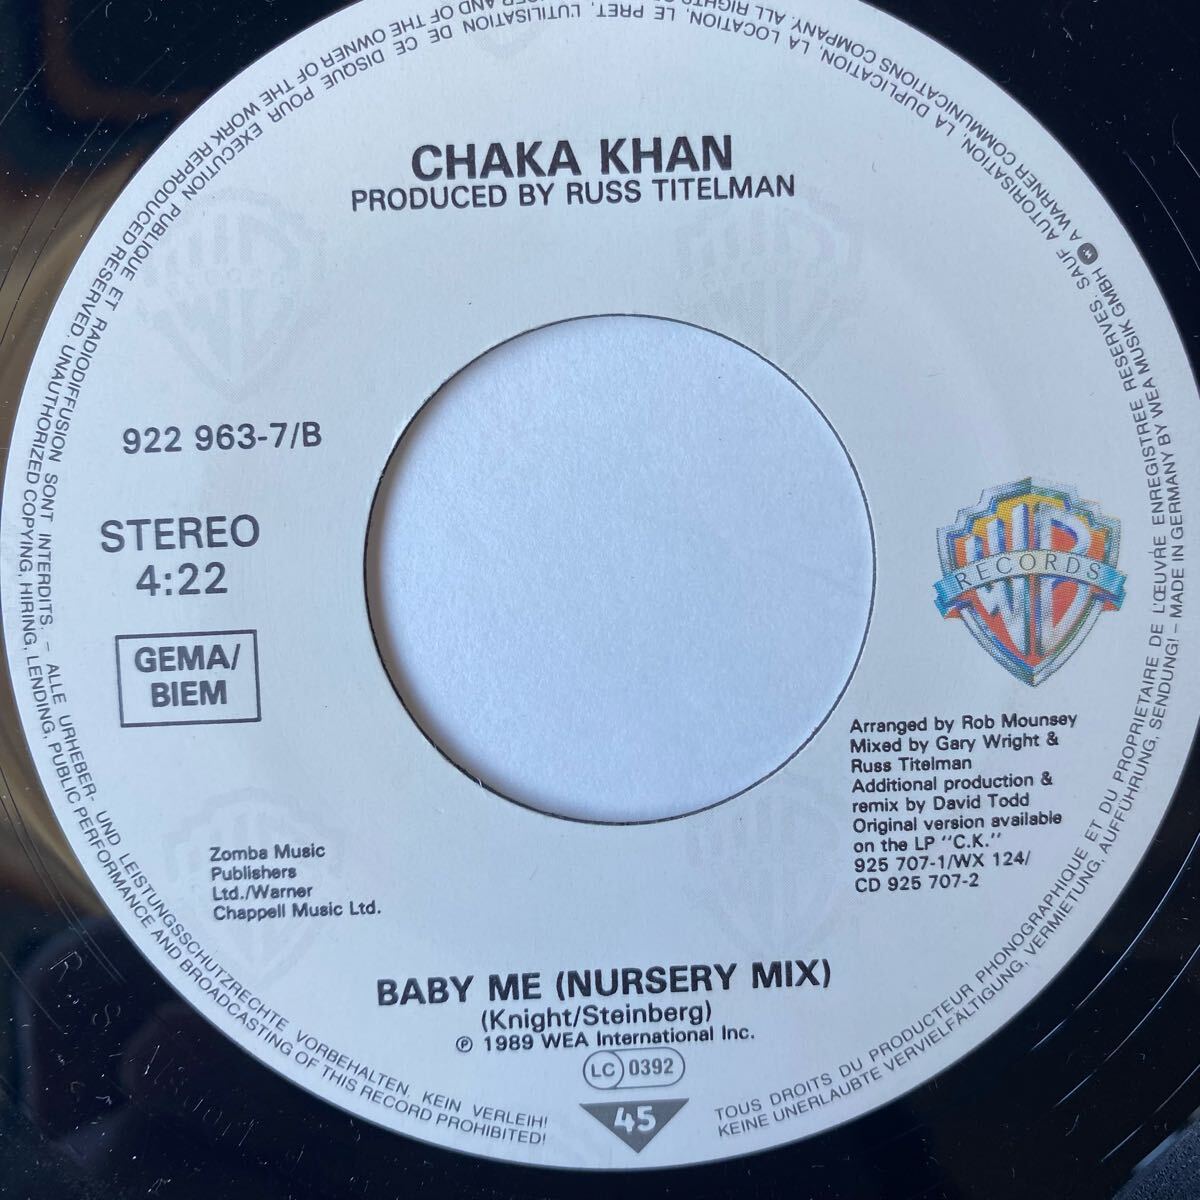 CHAKA KHAN
PRODUCED BY RUSS TITELMAN
922 963-7/B
STEREO
4:22
GEMA/
BIEM
WB
RECORDS
Arranged by Rob Mounsey
Mixed by Gary Wright &
Russ Titelman
Additional production &
remix by David Todd
Original version available
on the LP "C.K."
925 707-1/WX 124/
CD 925 707-2
Zomba Music
Publishers
Ltd./Warner
Chappell Music Ltd.
BABY ME (NURSERY MIX)
(Knight/Steinberg)
℗ 1989 WEA International Inc.
LC 0392
45
TOUS DROITS DU PRODUCTEUR PHONOGRAPHIQUE ET DU PROPRIETAIRE DE L'ŒUVRE ENREGISTREE RESERVES. SAUF AUTORISATION, LA DUPLICATION, LA LOCATION, LE PRET, L'UTILISATION DE CE DISQUE POUR EXECUTION PUBLIQUE ET RADIODIFFUSION SONT INTERDITS. – ALLE URHEBER- UND LEISTUNGSSCHUTZRECHTE VORBEHALTEN. KEIN VERLEIH!
KEINE UNERLAUBTE VERVIELFÄLTIGUNG, VERMIETUNG, AUFFÜHRUNG, SENDUNG! – MADE IN GERMANY BY WEA MUSIK GMBH A WARNER COMMUNICATIONS COMPANY. ALL RIGHTS AND OF THE OWNER OF THE WORK REPRODUCED RESERVED. UNAUTHORIZED COPYING, HIRING, LENDING, PUBLIC PERFORMANCE AND BROADCASTING OF THIS RECORD PROHIBITED!